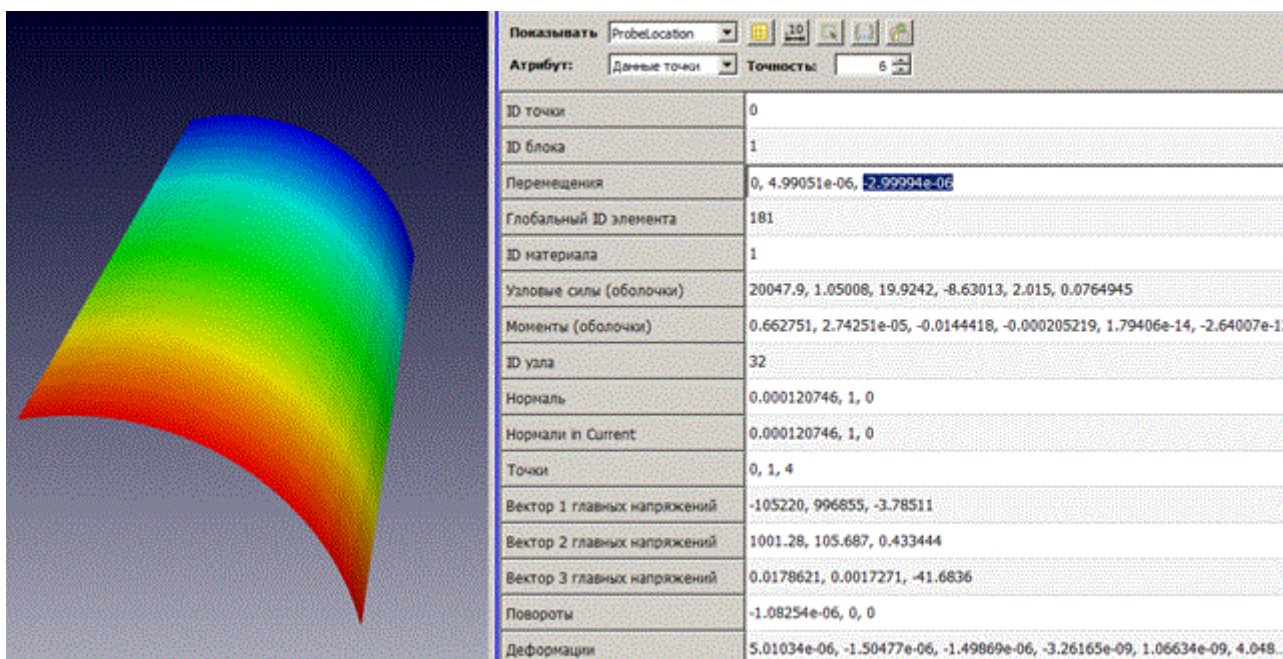 Показывать ProbeLocation
Атрибут: Данные точки Точность: 6
ID точки 0
ID блока 1
Перемещения 0, 4.99051e-06, -2.99994e-06
Глобальный ID элемента 181
ID материала 1
Узловые силы (оболочки) 20047.9, 1.05008, 19.9242, -8.63013, 2.015, 0.0764945
Моменты (оболочки) 0.662751, 2.74251e-05, -0.0144418, -0.000205219, 1.79406e-14,
ID узла 32
Нормаль 0.000120746, 1, 0
Нормали in Current 0.000120746, 1, 0
Точки 0, 1, 4
Вектор 1 главных напряжений -105220, 996855, -3.78511
Вектор 2 главных напряжений 1001.28, 105.687, 0.433444
Вектор 3 главных напряжений 0.0178621, 0.0017271, -41.6836
Повороты -1.08254e-06, 0, 0
Деформации 5.01034e-06, -1.50477e-06, -1.49869e-06, -3.26165e-09, 1.06634e-09, 4.048...